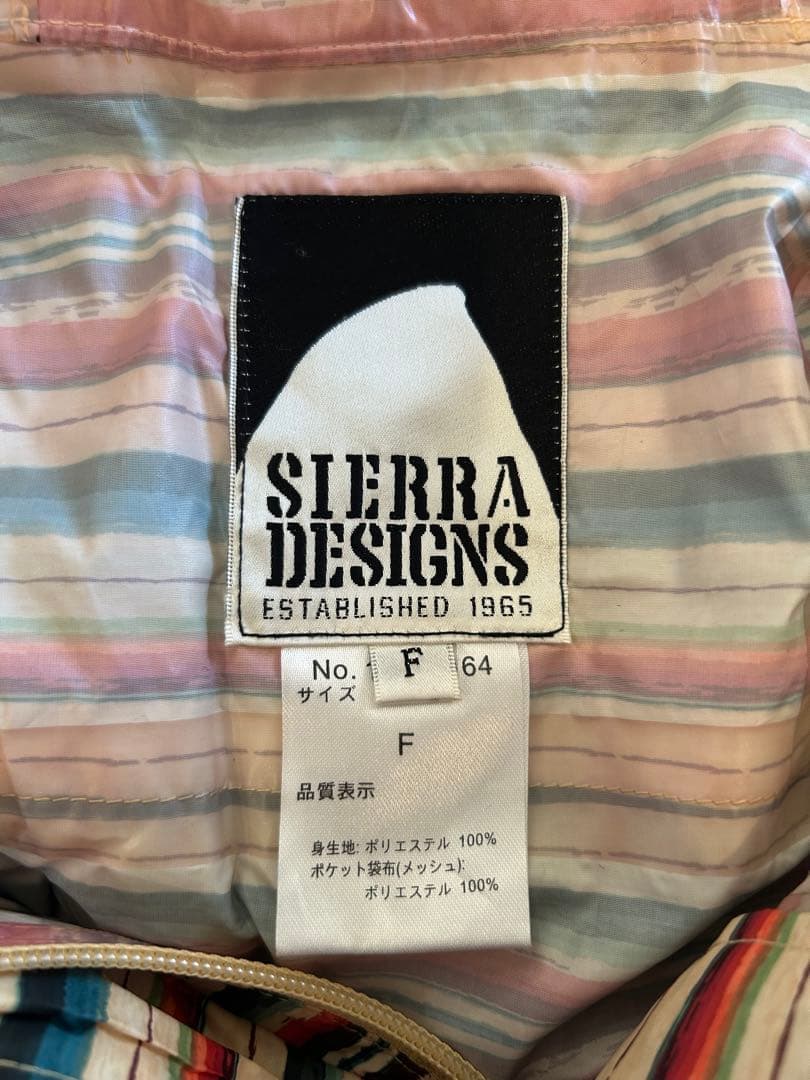 SIERRA
DESIGNS
ESTABLISHED 1965
F
No. 64
サイズ
F
品質表示
身生地: ポリエステル 100%
ポケット袋布(メッシュ):
ポリエステル 100%